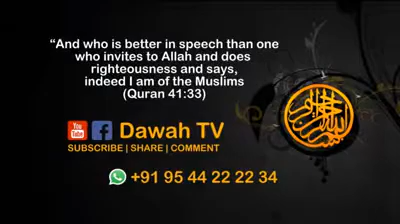 “And who is better in speech than one
who invites to Allah and does
righteousness and says,
indeed I am of the Muslims
(Quran 41:33)
You Tube f Dawah TV
SUBSCRIBE | SHARE | COMMENT
+91 95 44 22 22 34